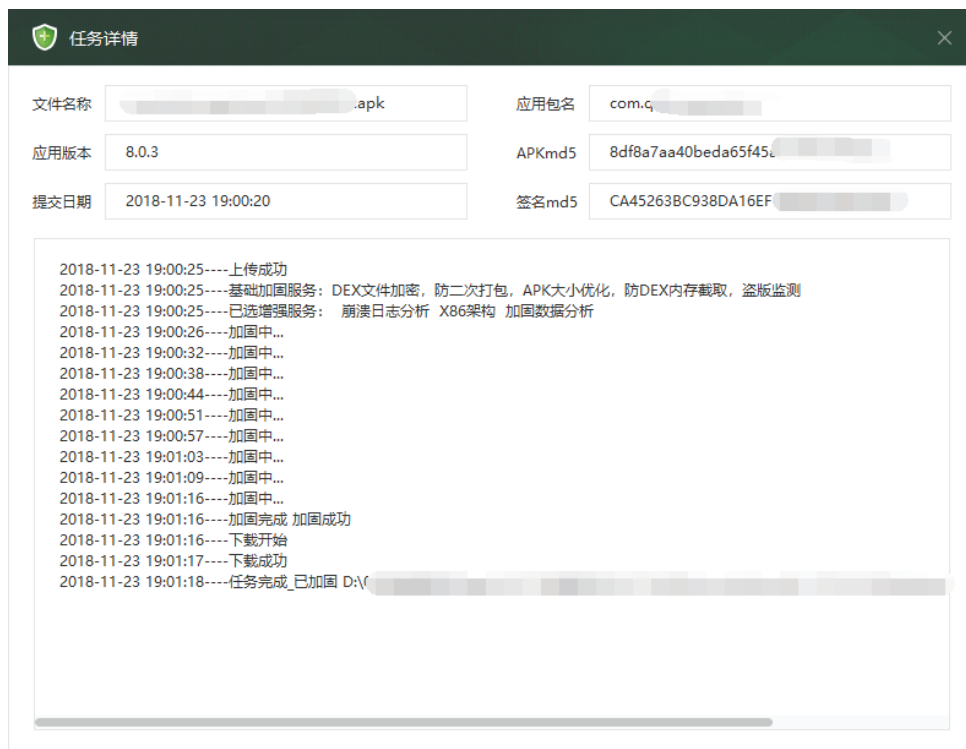 任务详情
文件名称 .apk 应用包名 com.q
应用版本 8.0.3 APKmd5 8df8a7aa40beda65f45a
提交日期 2018-11-23 19:00:20 签名md5 CA45263BC938DA16EF
2018-11-23 19:00:25----上传成功
2018-11-23 19:00:25----基础加固服务：DEX文件加密，防二次打包，APK大小优化，防DEX内存截取，盗版监测
2018-11-23 19:00:25----已选增强服务： 崩溃日志分析 X86架构 加固数据分析
2018-11-23 19:00:26----加固中...
2018-11-23 19:00:32----加固中...
2018-11-23 19:00:38----加固中...
2018-11-23 19:00:44----加固中...
2018-11-23 19:00:51----加固中...
2018-11-23 19:00:57----加固中...
2018-11-23 19:01:03----加固中...
2018-11-23 19:01:09----加固中...
2018-11-23 19:01:16----加固中...
2018-11-23 19:01:16----加固完成 加固成功
2018-11-23 19:01:16----下载开始
2018-11-23 19:01:17----下载成功
2018-11-23 19:01:18----任务完成_已加固 D:\